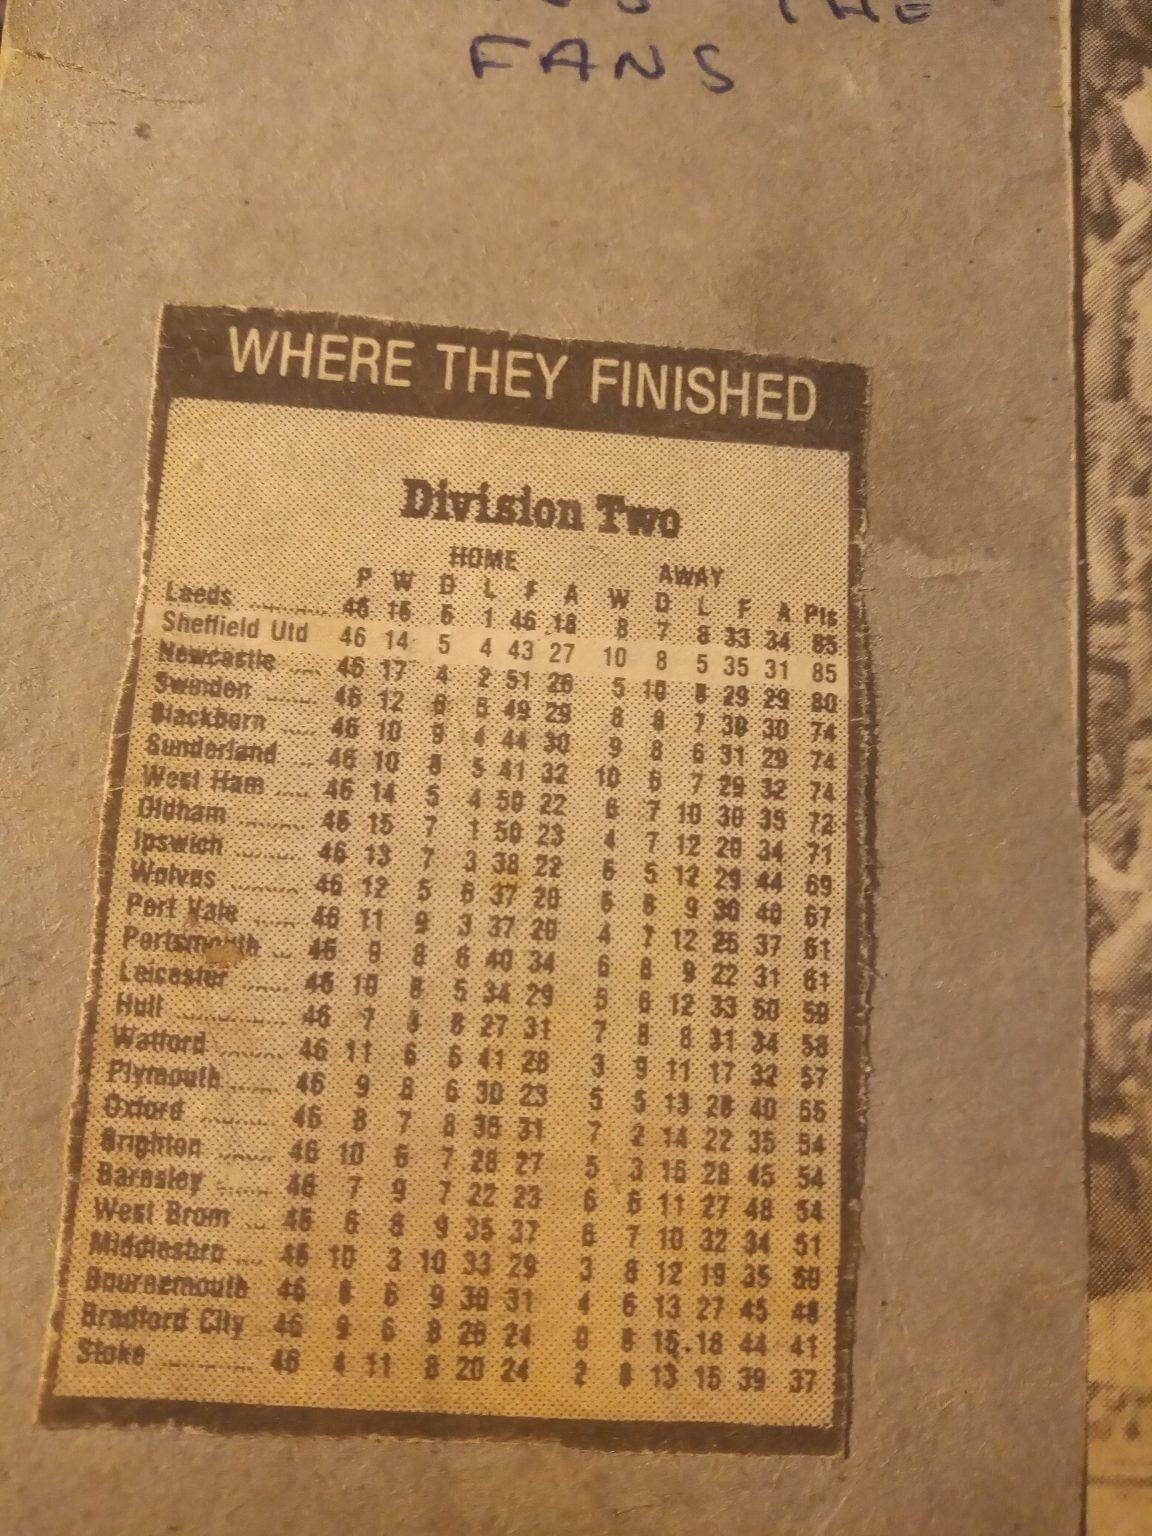 THE
FANS
WHERE THEY FINISHED
Division Two
HOME AWAY
P W D L F A W D L F A Pts
Leeds ........... 46 16 6 1 46 18 8 7 8 33 34 85
Sheffield Utd 46 14 5 4 43 27 10 8 5 35 31 85
Newcastle .... 46 17 4 2 51 26 5 10 8 29 29 80
Swindon ...... 46 12 6 5 49 29 8 8 7 30 30 74
Blackburn .... 46 10 9 4 44 30 9 8 6 31 29 74
Sunderland ... 46 10 8 5 41 32 10 6 7 29 32 74
West Ham .... 46 14 5 4 50 22 6 7 10 30 35 72
Oldham ........ 46 15 7 1 50 23 4 7 12 20 34 71
Ipswich ........ 46 13 7 3 38 22 6 5 12 29 44 69
Wolves ........ 46 12 5 6 37 20 6 8 9 30 40 67
Port Vale ..... 46 11 9 3 37 20 4 7 12 25 37 61
Portsmouth ... 46 9 8 6 40 34 6 8 9 22 31 61
Leicester ..... 46 10 8 5 34 29 5 6 12 33 50 59
Hull ............. 46 7 8 8 27 31 7 8 8 31 34 58
Watford ....... 46 11 6 6 41 28 3 9 11 17 32 57
Plymouth ..... 46 9 8 6 30 23 5 5 13 28 40 55
Oxford ......... 46 8 7 8 35 31 7 2 14 22 35 54
Brighton ...... 46 10 6 7 28 27 5 3 15 28 45 54
Barnsley ...... 46 7 9 7 22 23 6 6 11 27 48 54
West Brom ... 46 6 8 9 35 37 6 7 10 32 34 51
Middlesbro ... 46 10 3 10 33 29 3 8 12 19 35 50
Bournemouth 46 8 6 9 30 31 4 6 13 27 45 48
Bradford City 46 9 6 8 26 24 0 8 15 18 44 41
Stoke ........... 46 4 11 8 20 24 2 8 13 15 39 37